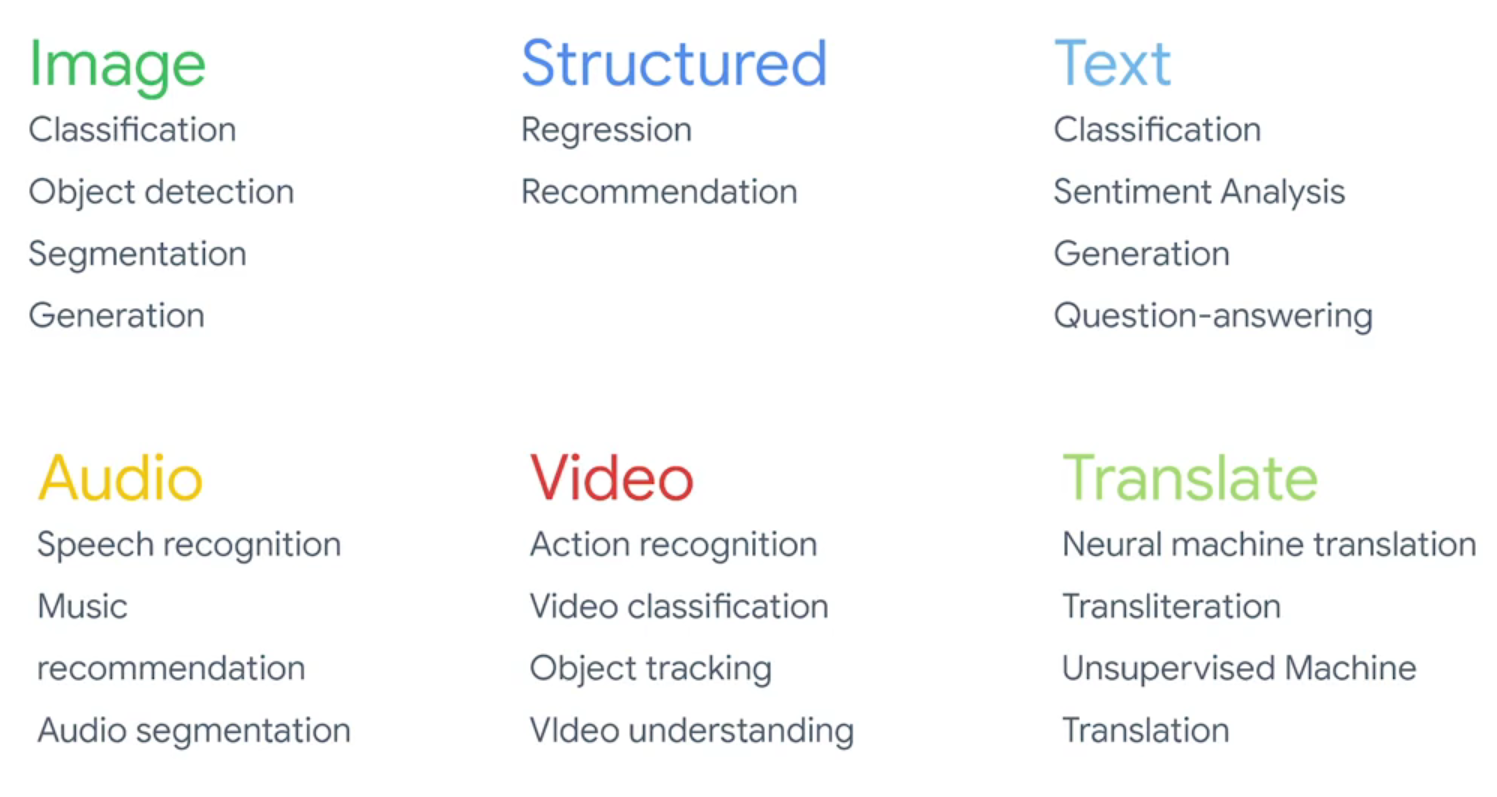 Image
Classification
Object detection
Segmentation
Generation
Structured
Regression
Recommendation
Text
Classification
Sentiment Analysis
Generation
Question-answering
Audio
Speech recognition
Music
recommendation
Audio segmentation
Video
Action recognition
Video classification
Object tracking
VIdeo understanding
Translate
Neural machine translation
Transliteration
Unsupervised Machine
Translation